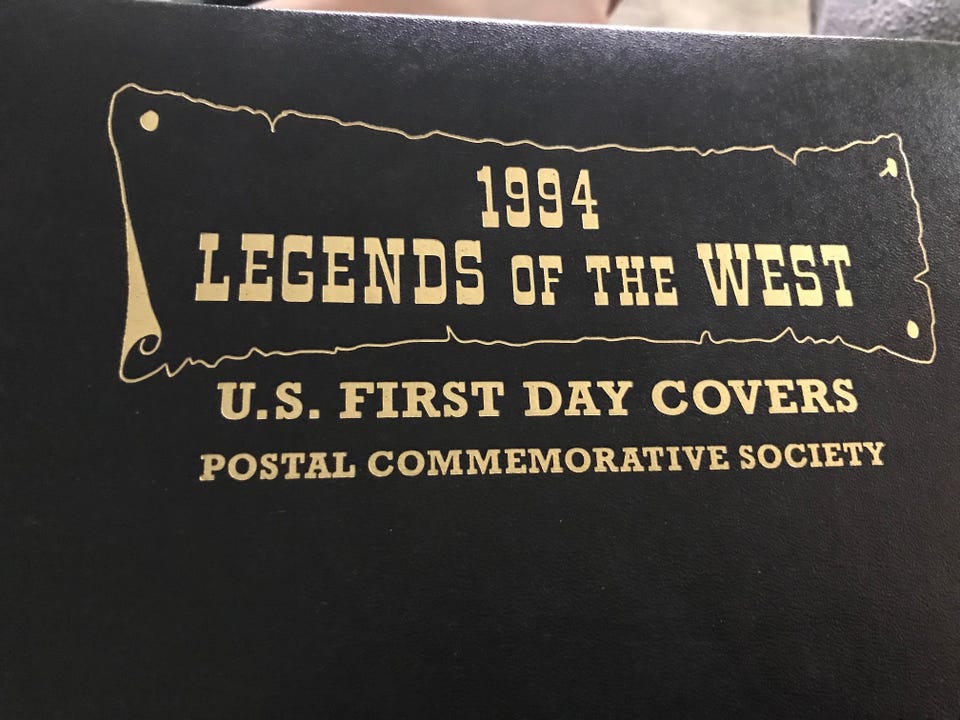 1994
LEGENDS OF THE WEST
U.S. FIRST DAY COVERS
POSTAL COMMEMORATIVE SOCIETY